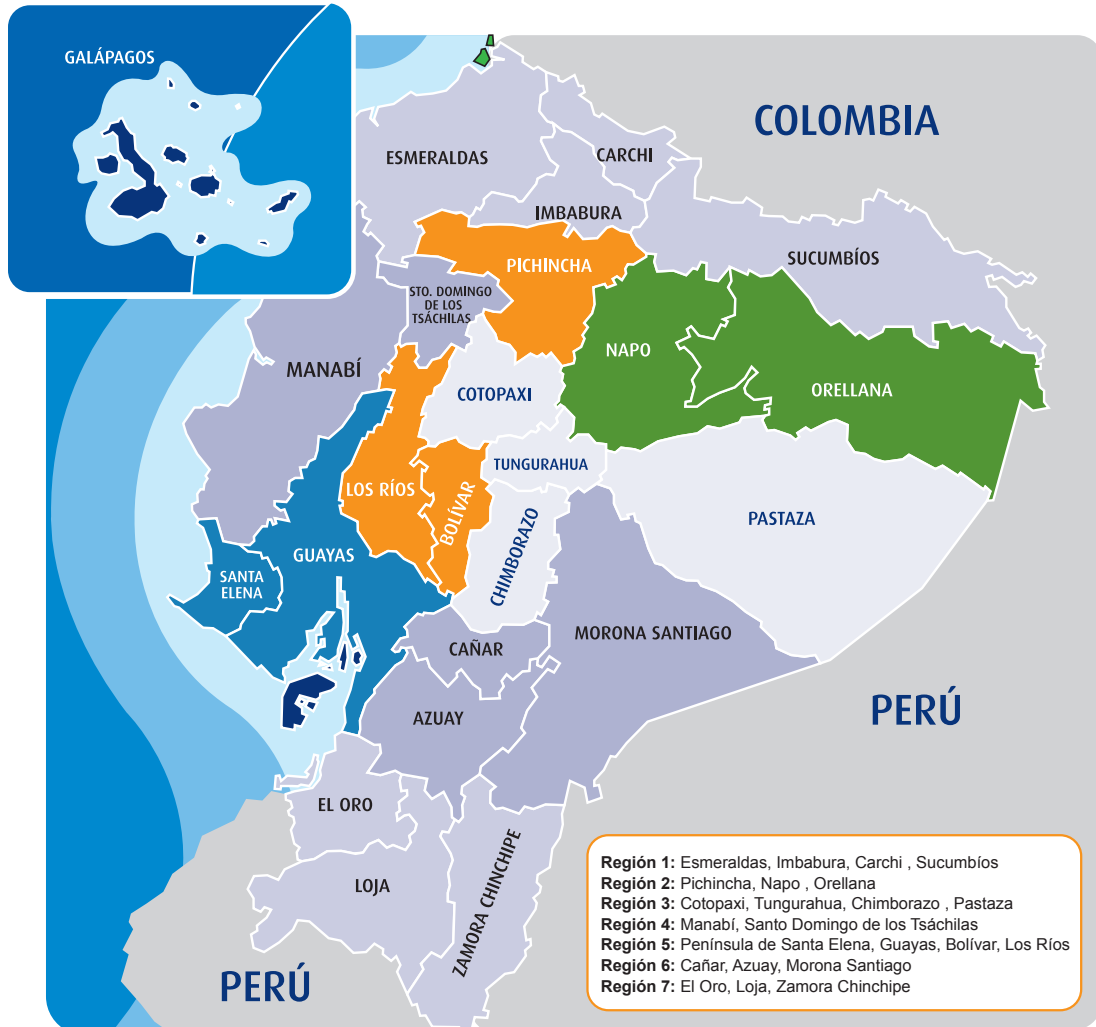 GALÁPAGOS
COLOMBIA
ESMERALDAS
CARCHI
IMBABURA
SUCUMBÍOS
PICHINCHA
STO. DOMINGO
DE LOS
TSÁCHILAS
NAPO
MANABÍ
COTOPAXI
ORELLANA
TUNGURAHUA
LOS RÍOS
BOLÍVAR
PASTAZA
CHIMBORAZO
GUAYAS
SANTA
ELENA
MORONA SANTIAGO
CAÑAR
PERÚ
AZUAY
EL ORO
ZAMORA CHINCHIPE
LOJA
PERÚ
Región 1: Esmeraldas, Imbabura, Carchi , Sucumbíos
Región 2: Pichincha, Napo , Orellana
Región 3: Cotopaxi, Tungurahua, Chimborazo , Pastaza
Región 4: Manabí, Santo Domingo de los Tsáchilas
Región 5: Península de Santa Elena, Guayas, Bolívar, Los Ríos
Región 6: Cañar, Azuay, Morona Santiago
Región 7: El Oro, Loja, Zamora Chinchipe